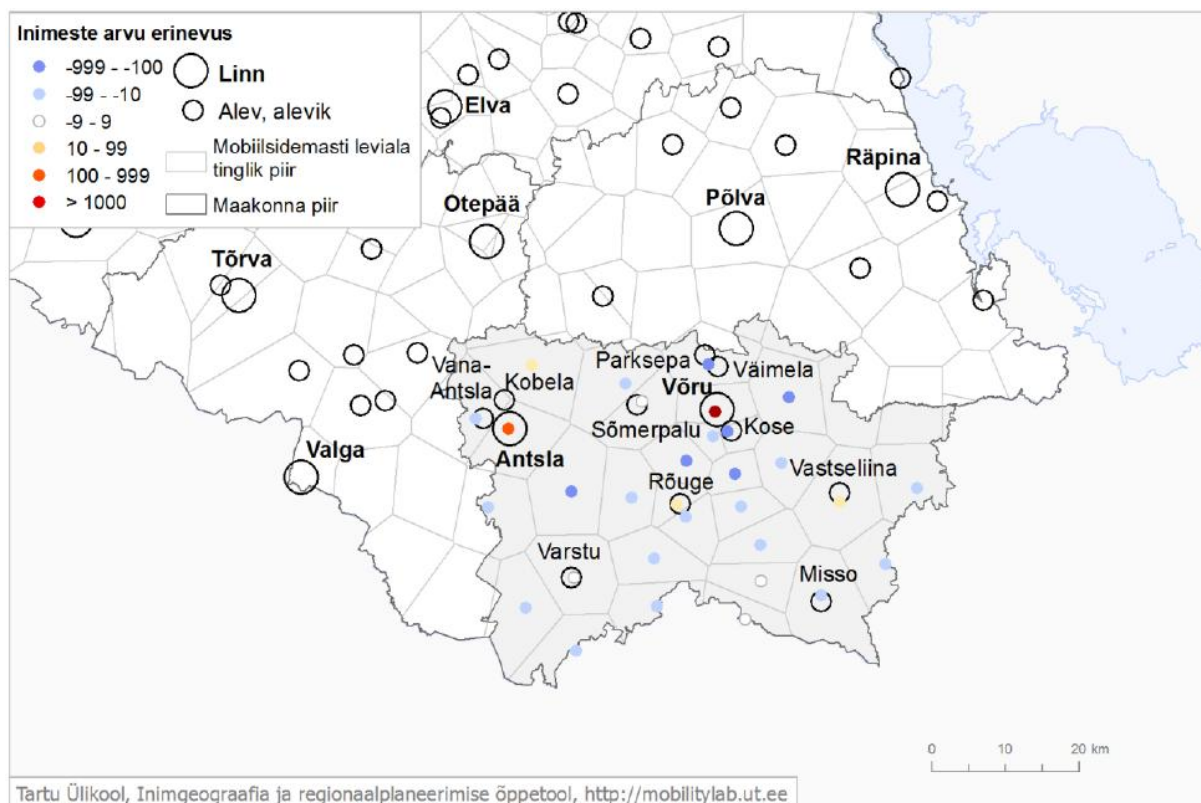 Inimeste arvu erinevus
-999 - -100
-99 - -10
-9 - 9
10 - 99
100 - 999
> 1000
Linn
Alev, alevik
Mobiilsidemasti leviala
tinglik piir
Maakonna piir
Elva
Räpina
Otepää
Põlva
Tõrva
Vana-
Antsla
Kobela
Parksepa
Väimela
Võru
Sõmerpalu
Kose
Valga
Antsla
Rõuge
Vastseliina
Varstu
Misso
0 10 20 km
Tartu Ülikool, Inimgeograafia ja regionaalplaneerimise õppetool, http://mobilitylab.ut.ee